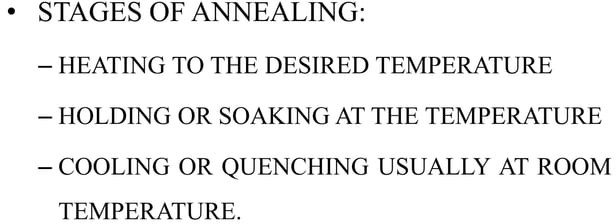 • STAGES OF ANNEALING:
– HEATING TO THE DESIRED TEMPERATURE
– HOLDING OR SOAKING AT THE TEMPERATURE
– COOLING OR QUENCHING USUALLY AT ROOM
TEMPERATURE.